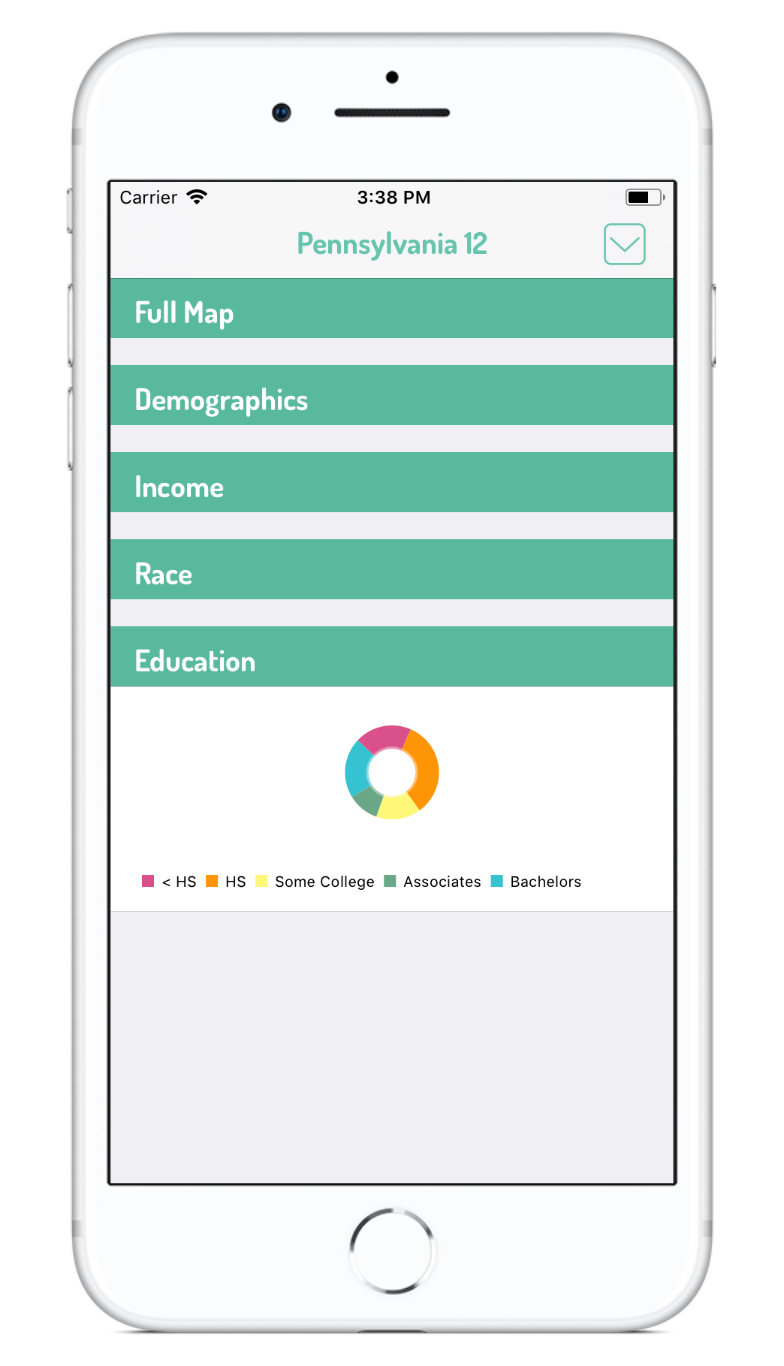 Carrier 3:38 PM
Pennsylvania 12
Full Map
Demographics
Income
Race
Education
< HS HS Some College Associates Bachelors